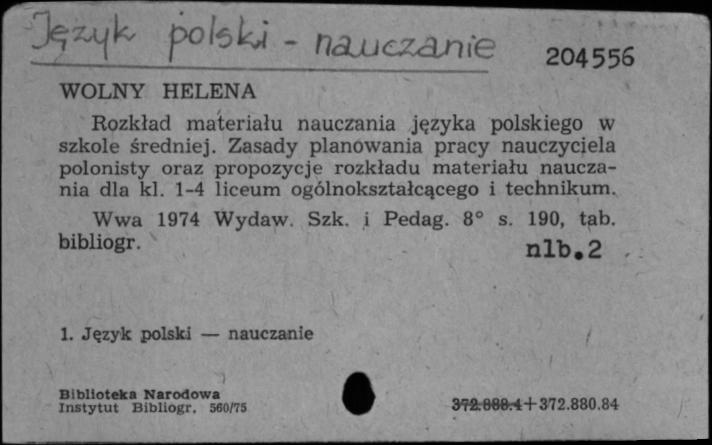 Język polski - nauczanie
204556
WOLNY HELENA
Rozkład materiału nauczania języka polskiego w
szkole średniej. Zasady planowania pracy nauczyciela
polonisty oraz propozycje rozkładu materiału naucza-
nia dla kl. 1-4 liceum ogólnokształcącego i technikum.
Wwa 1974 Wydaw. Szk. i Pedag. 8° s. 190, tab.
bibliogr.
nlb.2
1. Język polski — nauczanie
Biblioteka Narodowa
Instytut Bibliogr. 560/75
372.888.4+372.880.84